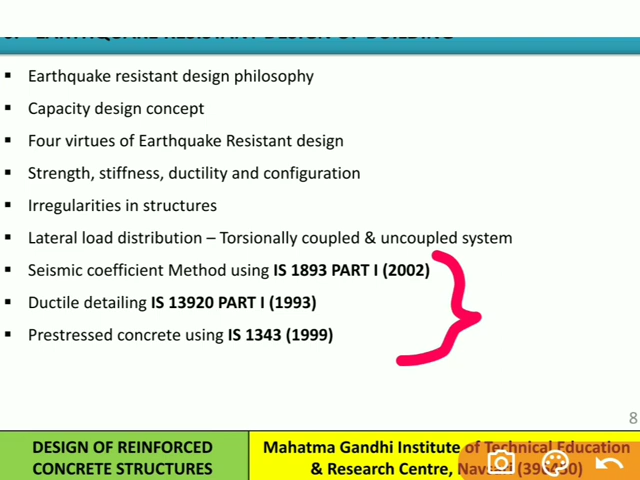 EARTHQUAKE RESISTANT DESIGN OF BUILDING
▪ Earthquake resistant design philosophy
▪ Capacity design concept
▪ Four virtues of Earthquake Resistant design
▪ Strength, stiffness, ductility and configuration
▪ Irregularities in structures
▪ Lateral load distribution – Torsionally coupled & uncoupled system
▪ Seismic coefficient Method using IS 1893 PART I (2002)
▪ Ductile detailing IS 13920 PART I (1993)
▪ Prestressed concrete using IS 1343 (1999)
8
DESIGN OF REINFORCED
CONCRETE STRUCTURES
Mahatma Gandhi Institute of Technical Education
& Research Centre,